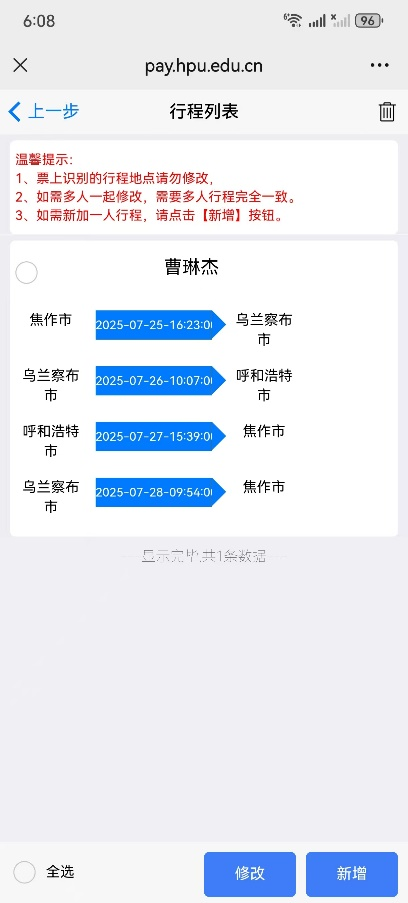 6:08
96
pay.hpu.edu.cn
上一步
行程列表
温馨提示:
1、票上识别的行程地点请勿修改,
2、如需多人一起修改，需要多人行程完全一致。
3、如需新加一人行程，请点击【新增】按钮。
曹琳杰
焦作市 2025-07-25-16:23:00 乌兰察布
市
乌兰察布 2025-07-26-10:07:00 呼和浩特
市 市
呼和浩特 2025-07-27-15:39:00 焦作市
市
乌兰察布 2025-07-28-09:54:00 焦作市
市
显示完毕,共1条数据
全选 修改 新增